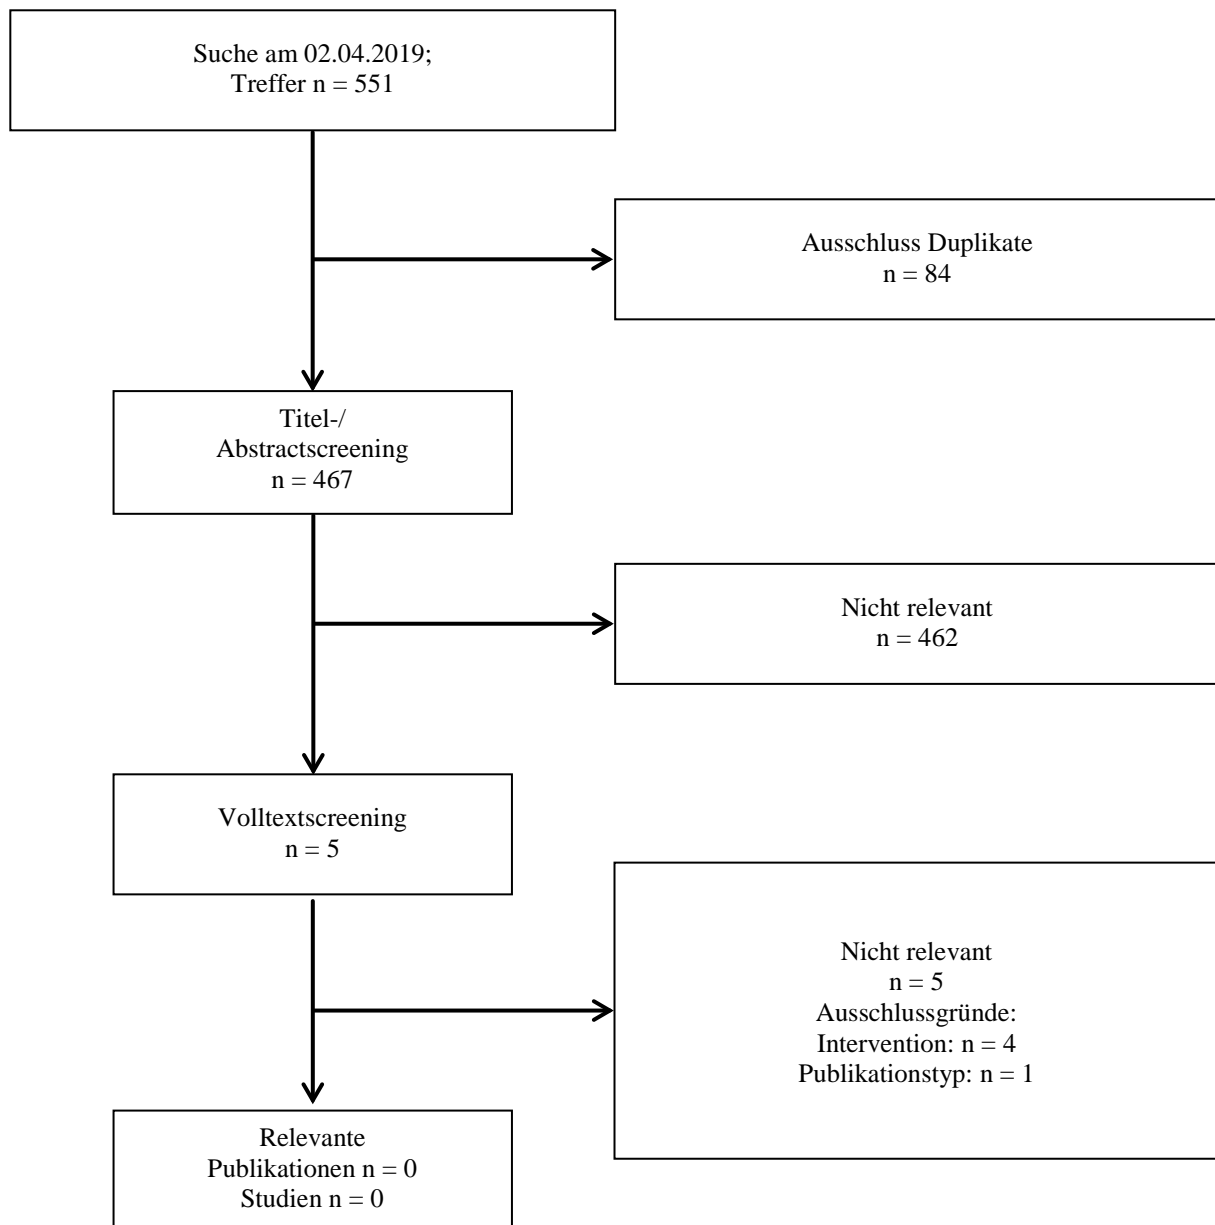 Suche am 02.04.2019;
Treffer n = 551
Ausschluss Duplikate
n = 84
Titel-/
Abstractscreening
n = 467
Nicht relevant
n = 462
Volltextscreening
n = 5
Nicht relevant
n = 5
Ausschlussgründe:
Intervention: n = 4
Publikationstyp: n = 1
Relevante
Publikationen n = 0
Studien n = 0